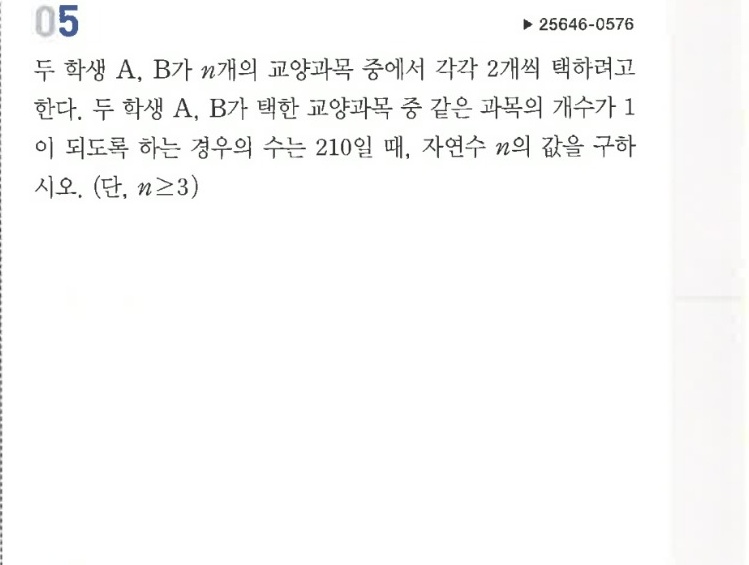 05
▶ 25646-0576
두 학생 A, B가 n개의 교양과목 중에서 각각 2개씩 택하려고
한다. 두 학생 A, B가 택한 교양과목 중 같은 과목의 개수가 1
이 되도록 하는 경우의 수는 210일 때, 자연수 n의 값을 구하
시오. (단, n≥3)